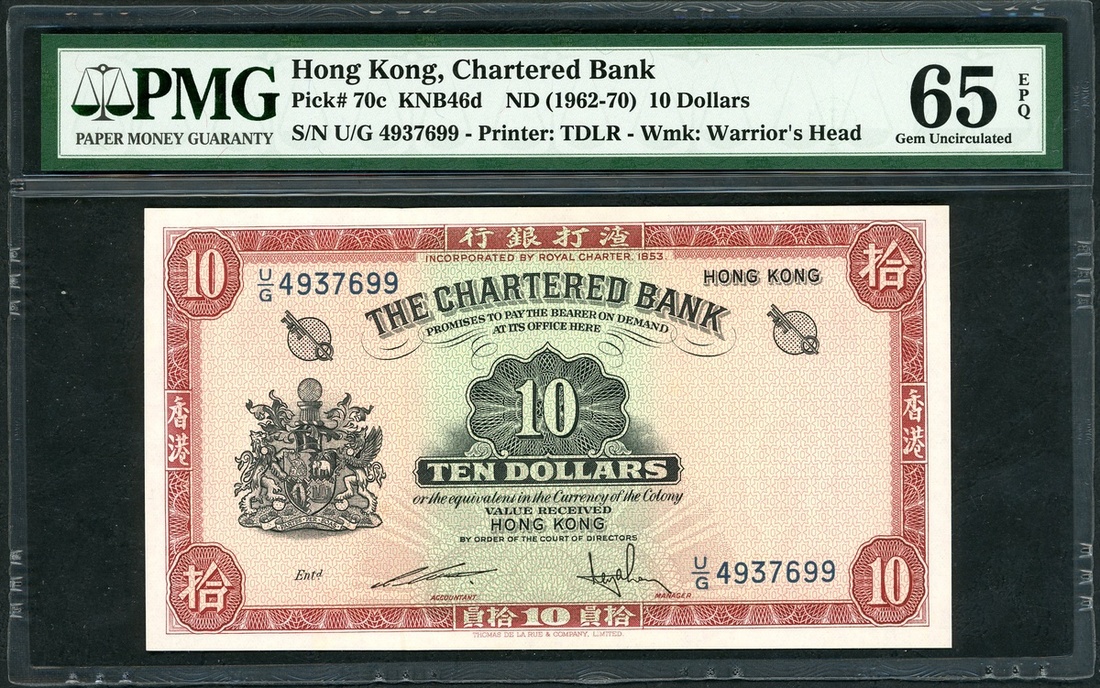 PMG
PAPER MONEY GUARANTY
Hong Kong, Chartered Bank
Pick# 70c KNB46d ND (1962-70) 10 Dollars
S/N U/G 4937699 - Printer: TDLR - Wmk: Warrior's Head
65 EPQ
Gem Uncirculated
行銀打渣
INCORPORATED BY ROYAL CHARTER. 1853.
10
拾
U/G 4937699
HONG KONG
THE CHARTERED BANK
PROMISES TO PAY THE BEARER ON DEMAND
AT ITS OFFICE HERE
10
香港
香港
TEN DOLLARS
or the equivalent in the Currency of the Colony
VALUE RECEIVED
HONG KONG
BY ORDER OF THE COURT OF DIRECTORS
Entd
U/G 4937699
拾
10
ACCOUNTANT
MANAGER
員拾 10 員拾
THOMAS DE LA RUE & COMPANY, LIMITED.